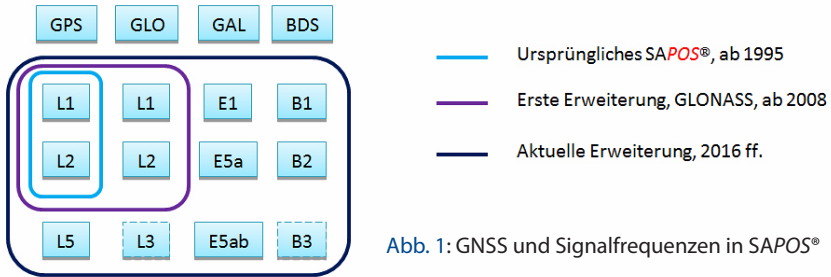 GPS GLO GAL BDS
L1 L1 E1 B1
L2 L2 E5a B2
L5 L3 E5ab B3
Ursprüngliches SAPOS®, ab 1995
Erste Erweiterung, GLONASS, ab 2008
Aktuelle Erweiterung, 2016 ff.
Abb. 1: GNSS und Signalfrequenzen in SAPOS®